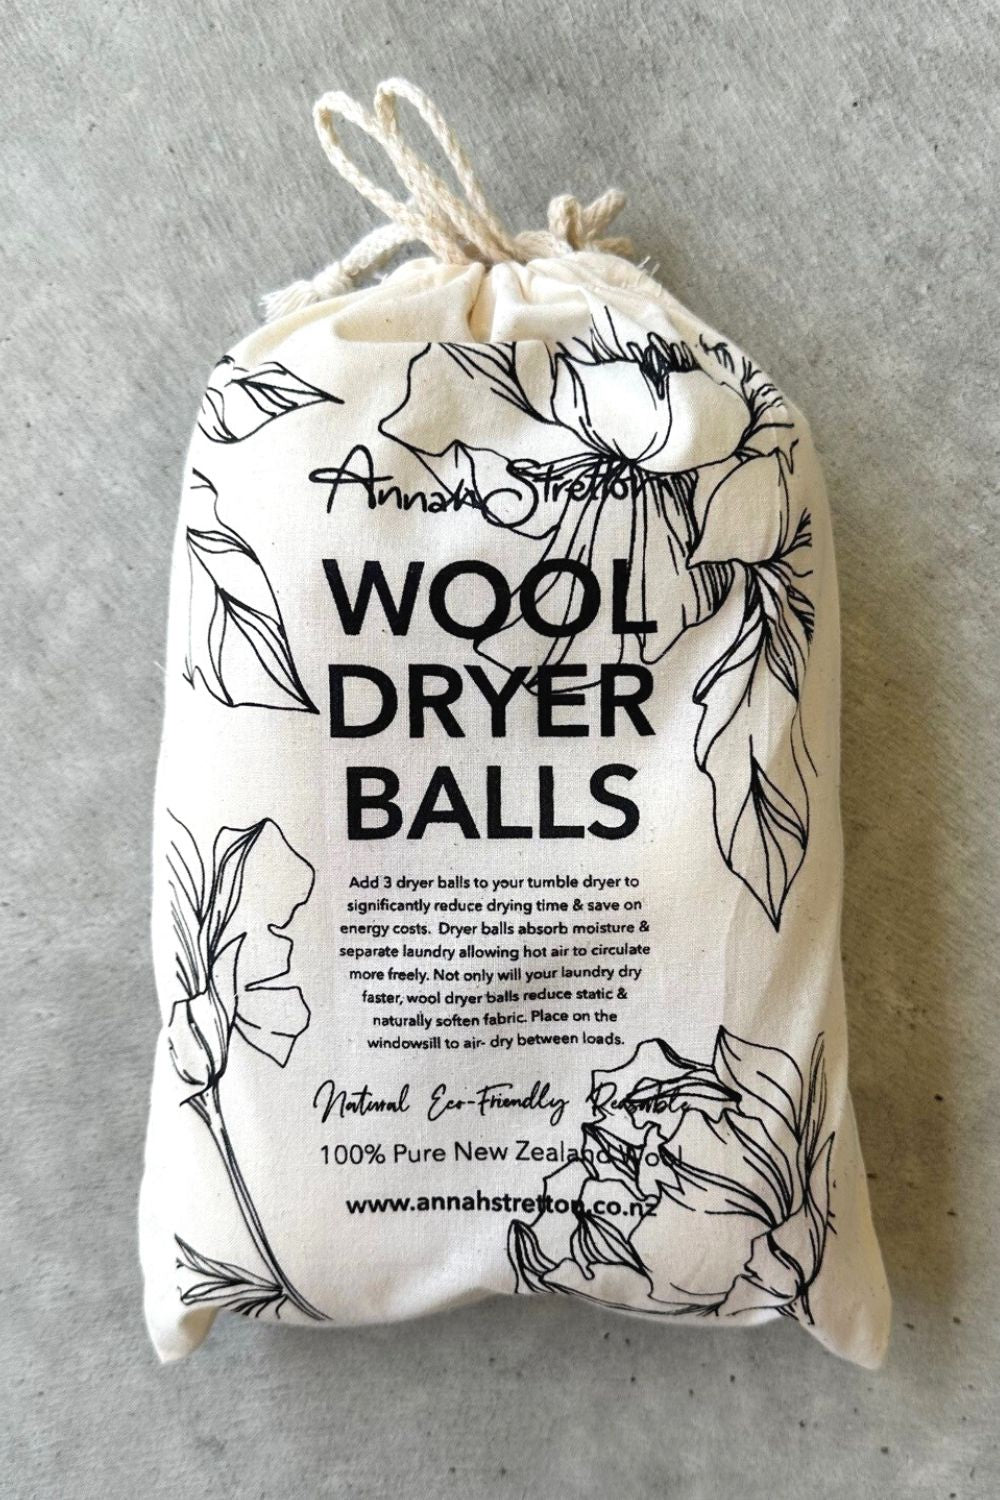 Annah Stretton
WOOL
DRYER
BALLS
Add 3 dryer balls to your tumble dryer to
significantly reduce drying time & save on
energy costs. Dryer balls absorb moisture &
separate laundry allowing hot air to circulate
more freely. Not only will your laundry dry
faster, wool dryer balls reduce static &
naturally soften fabric. Place on the
windowsill to air- dry between loads.
Natural Eco-Friendly Reusable
100% Pure New Zealand Wool
www.annahstretton.co.nz